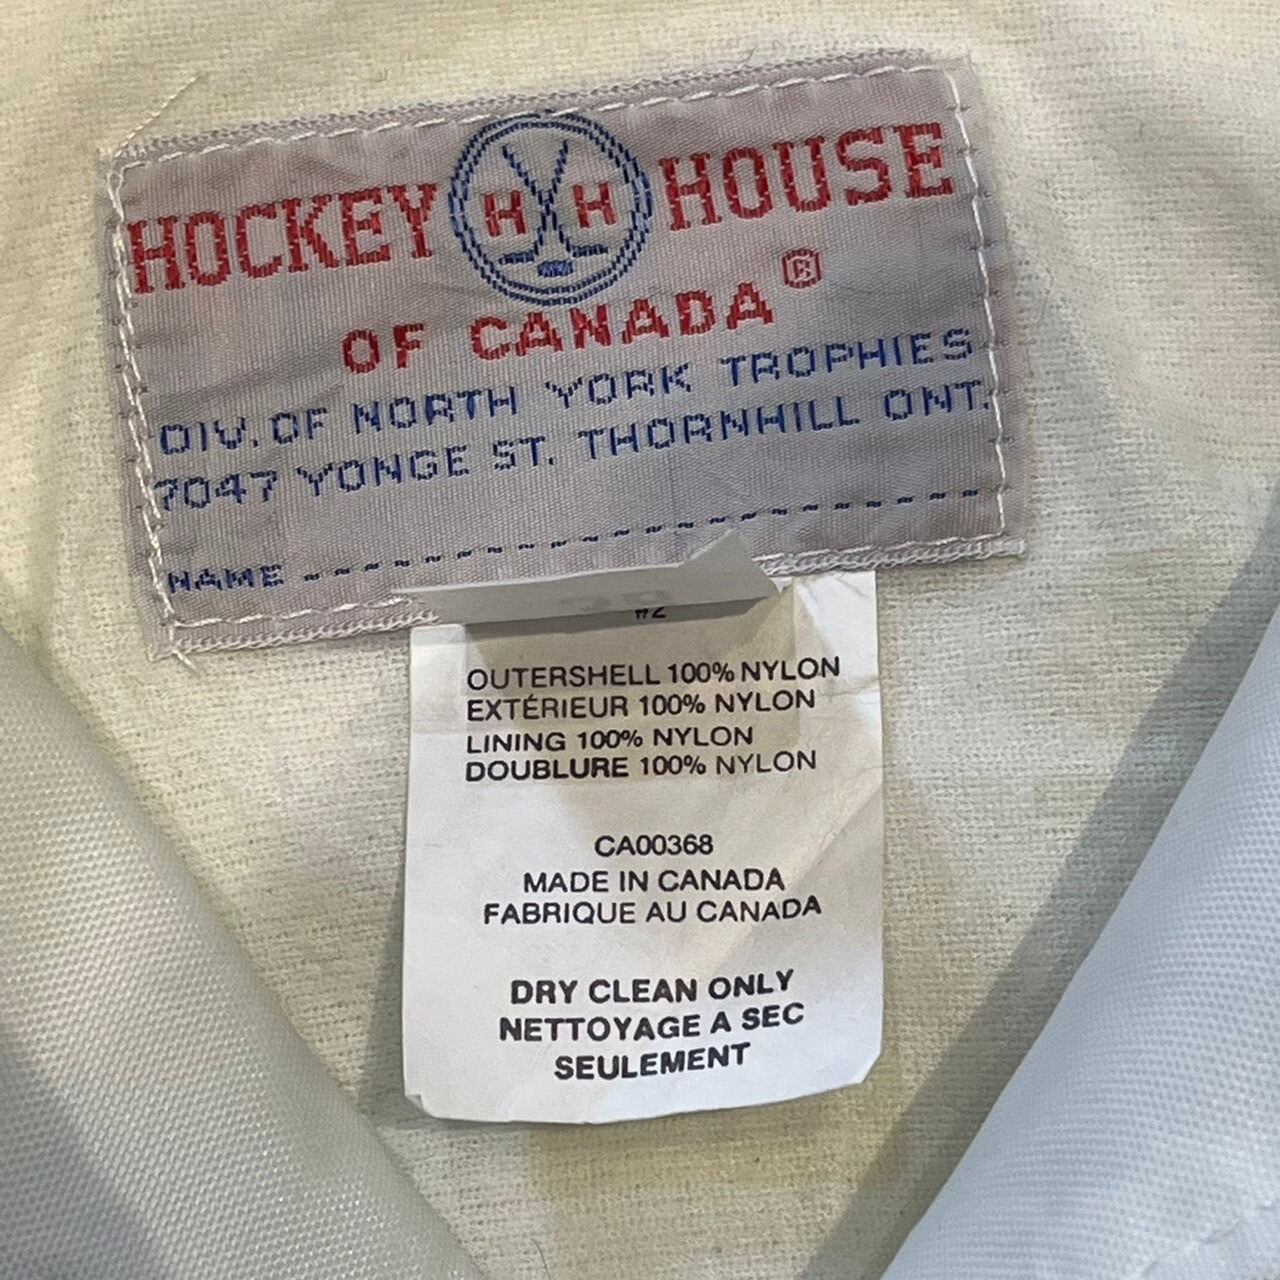 HOCKEY HH HOUSE
OF CANADA®
DIV. OF NORTH YORK TROPHIES
7047 YONGE ST. THORNHILL ONT.
NAME
OUTERSHELL 100% NYLON
EXTÉRIEUR 100% NYLON
LINING 100% NYLON
DOUBLURE 100% NYLON
CA00368
MADE IN CANADA
FABRIQUE AU CANADA
DRY CLEAN ONLY
NETTOYAGE A SEC
SEULEMENT